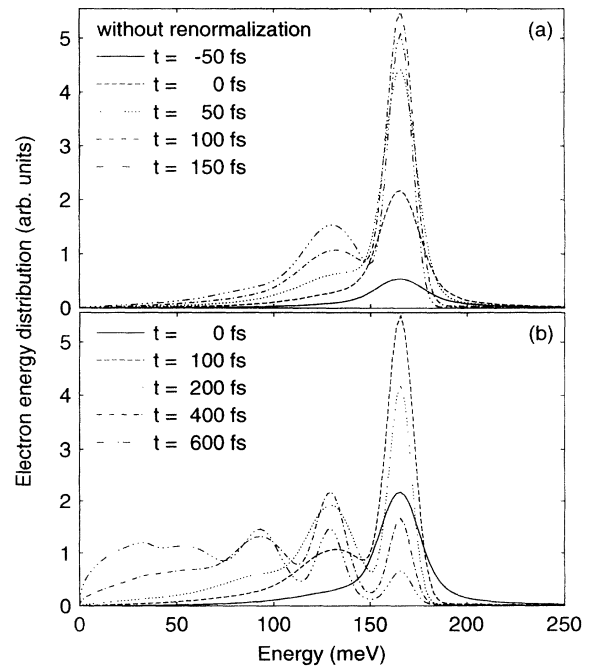 without renormalization
(a)
t = -50 fs
t = 0 fs
t = 50 fs
t = 100 fs
t = 150 fs
5
4
3
2
1
0
Electron energy distribution (arb. units)
(b)
t = 0 fs
t = 100 fs
t = 200 fs
t = 400 fs
t = 600 fs
5
4
3
2
1
0
0 50 100 150 200 250
Energy (meV)